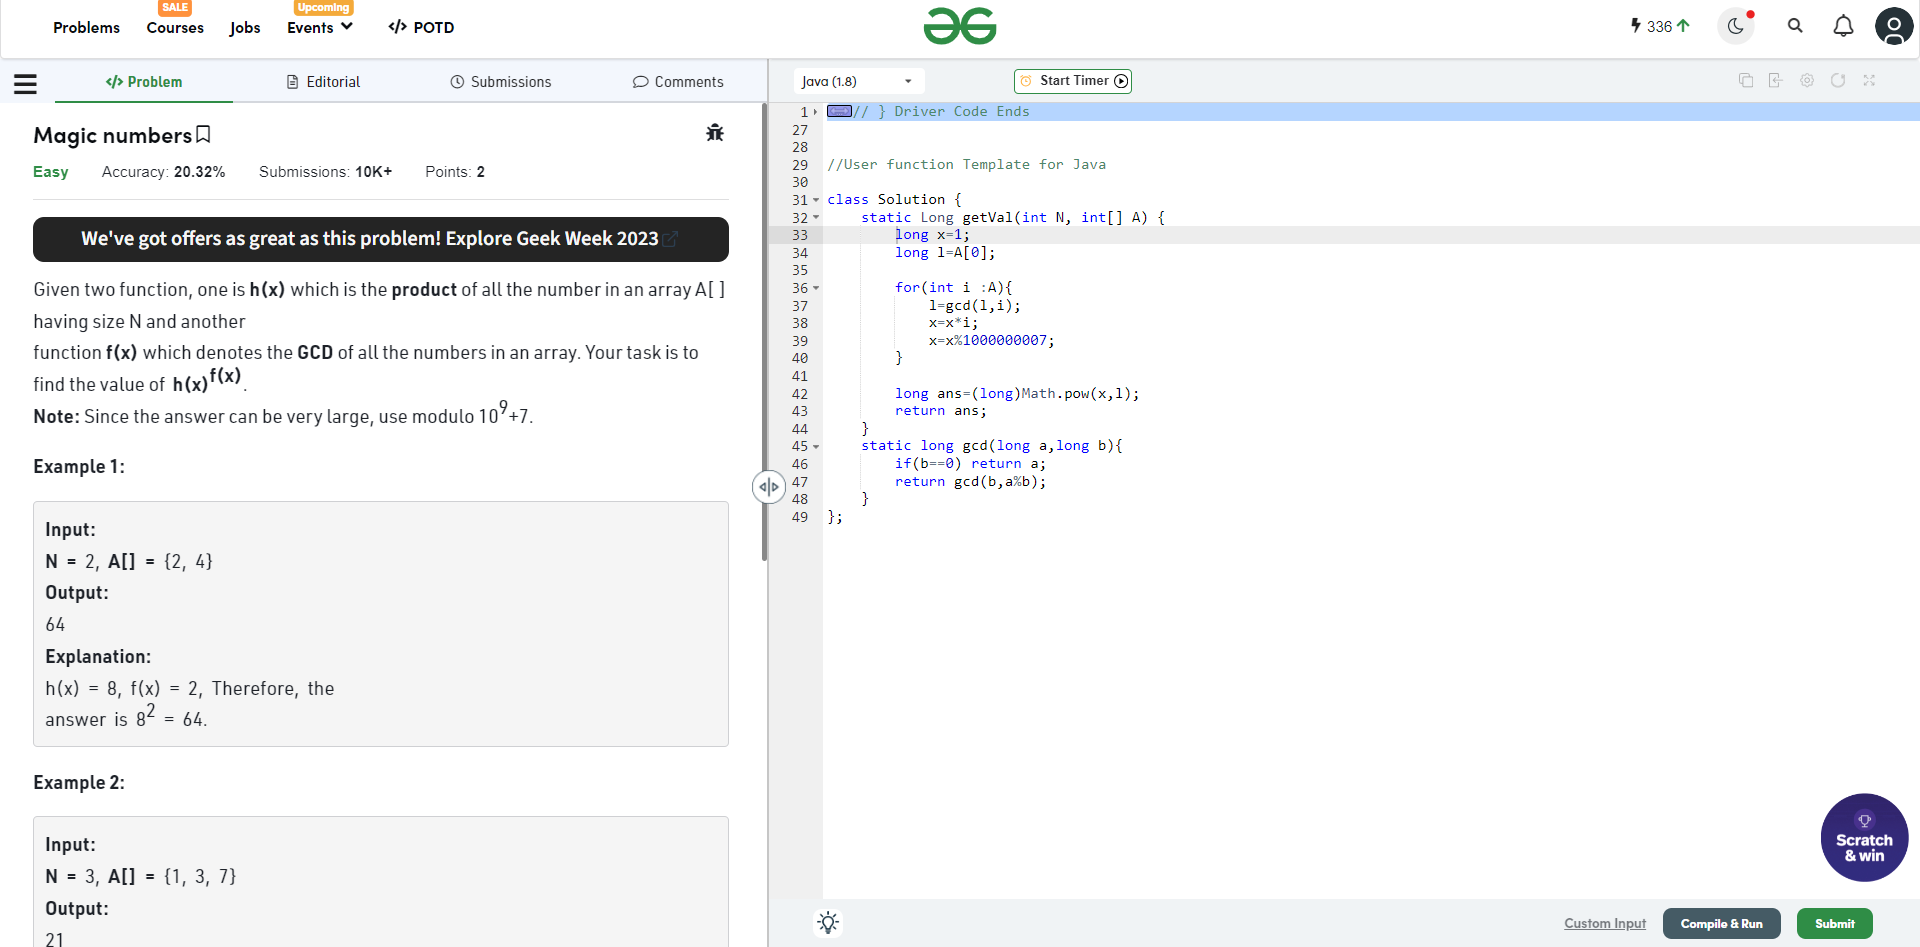 SALE
Upcoming
Problems Courses Jobs Events </> POTD
336
</> Problem Editorial Submissions Comments
Java (1.8) Start Timer
Magic numbers
Easy Accuracy: 20.32% Submissions: 10K+ Points: 2
We've got offers as great as this problem! Explore Geek Week 2023
Given two function, one is h(x) which is the product of all the number in an array A[ ]
having size N and another
function f(x) which denotes the GCD of all the numbers in an array. Your task is to
find the value of h(x)^f(x).
Note: Since the answer can be very large, use modulo 10^9+7.
Example 1:
Input:
N = 2, A[] = {2, 4}
Output:
64
Explanation:
h(x) = 8, f(x) = 2, Therefore, the
answer is 8^2 = 64.
Example 2:
Input:
N = 3, A[] = {1, 3, 7}
Output:
21
1 // } Driver Code Ends
27
28
29 //User function Template for Java
30
31 class Solution {
32 static Long getVal(int N, int[] A) {
33 long x=1;
34 long l=A[0];
35
36 for(int i :A){
37 l=gcd(l,i);
38 x=x*i;
39 x=x%1000000007;
40 }
41
42 long ans=(long)Math.pow(x,l);
43 return ans;
44 }
45 static long gcd(long a,long b){
46 if(b==0) return a;
47 return gcd(b,a%b);
48 }
49 };
Scratch
& win
Custom Input Compile & Run Submit